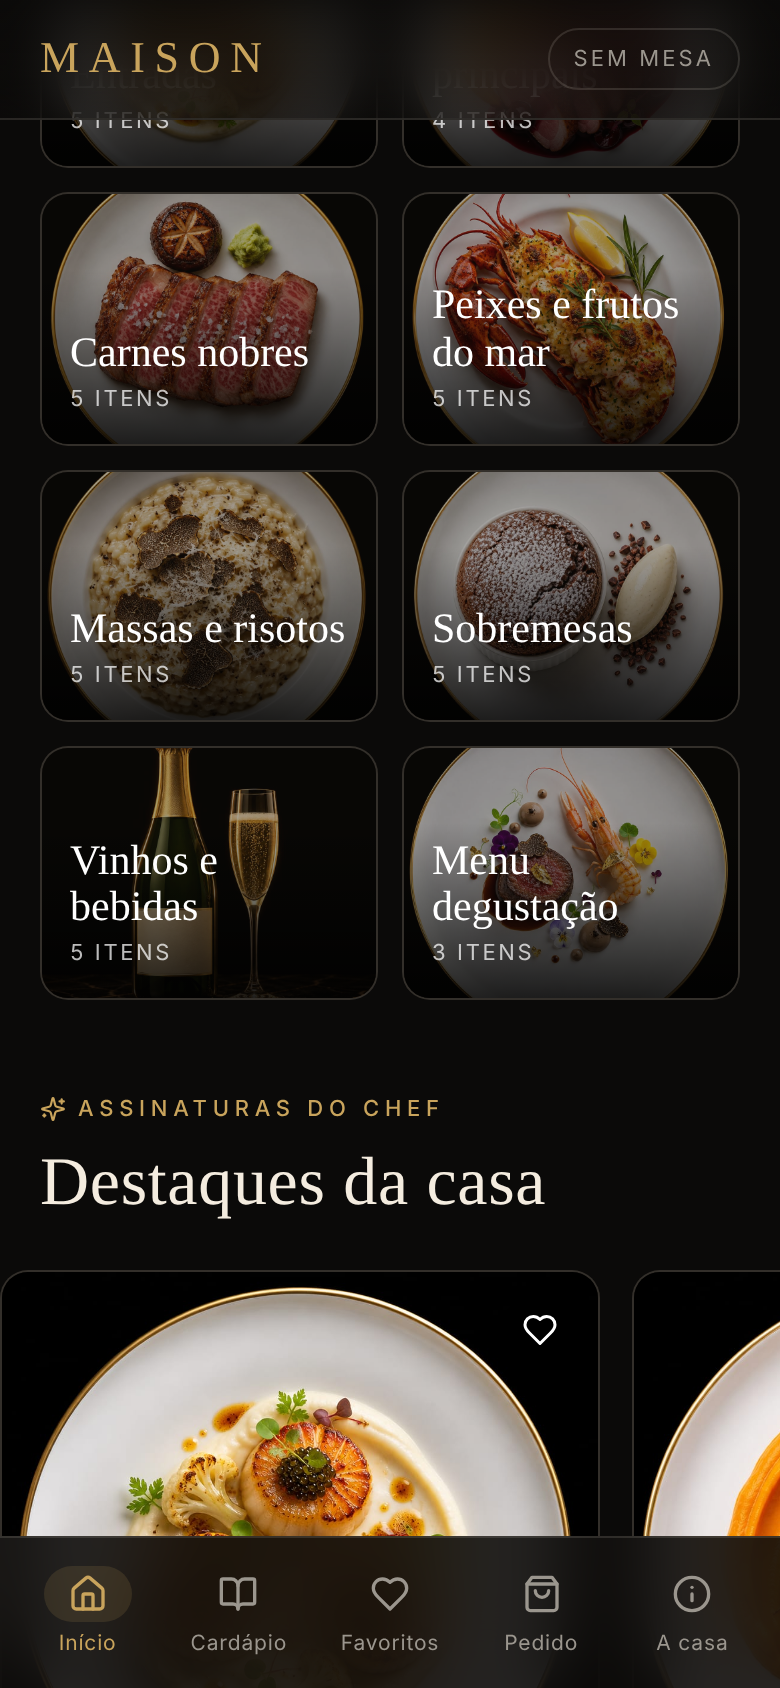 MAISON
SEM MESA
Entradas
principais
5 ITENS
4 ITENS
Carnes nobres
5 ITENS
Peixes e frutos
do mar
5 ITENS
Massas e risotos
5 ITENS
Sobremesas
5 ITENS
Vinhos e
bebidas
5 ITENS
Menu
degustação
3 ITENS
ASSINATURAS DO CHEF
Destaques da casa
Início
Cardápio
Favoritos
Pedido
A casa